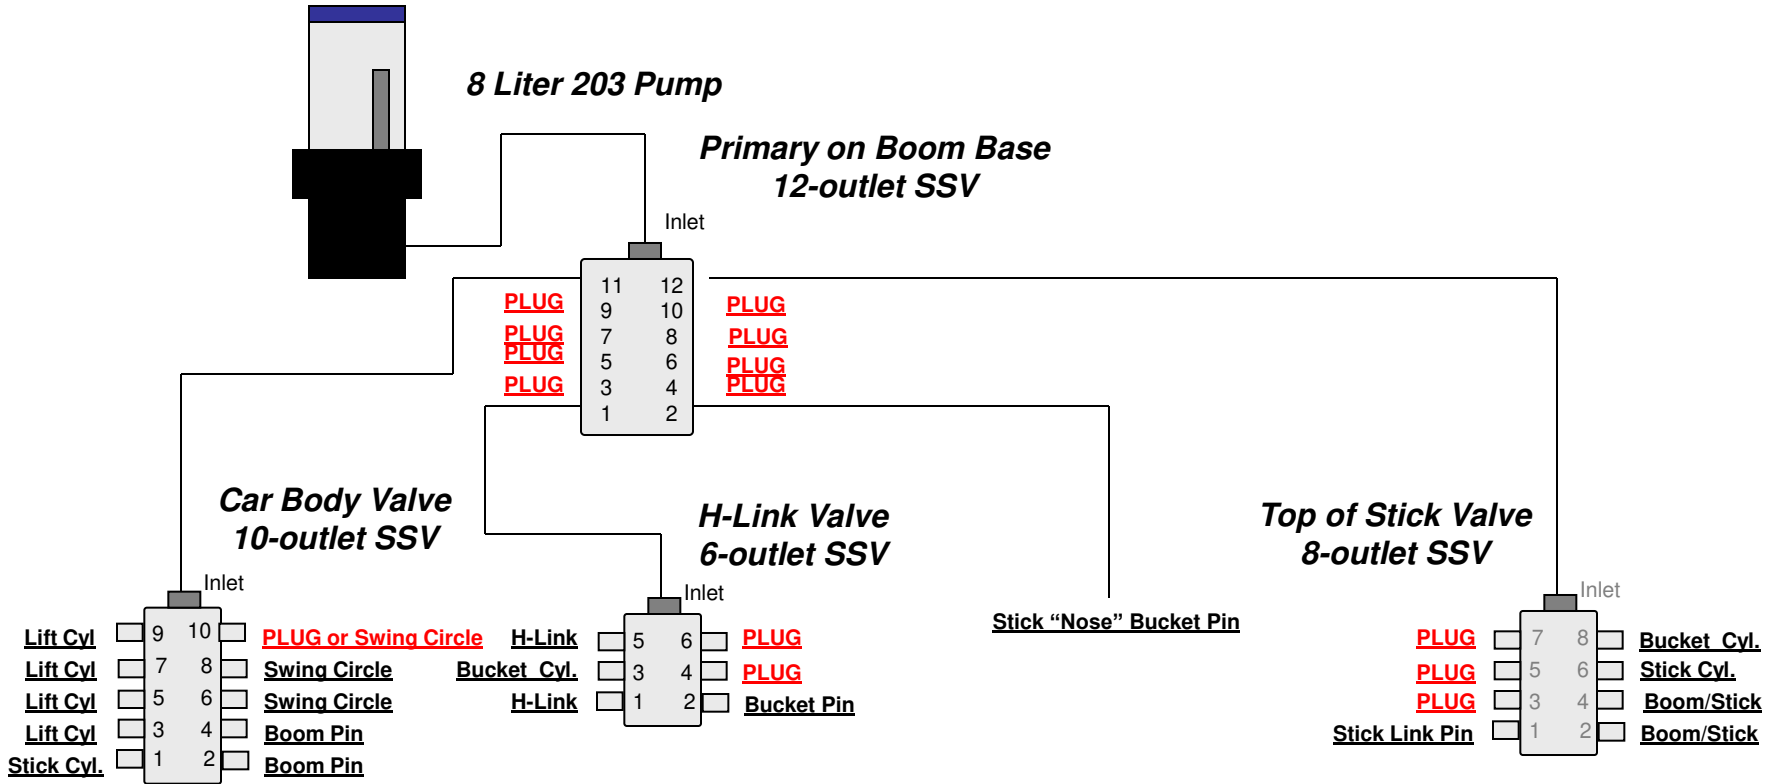 8 Liter 203 Pump
Primary on Boom Base
12-outlet SSV
Inlet
11 12
PLUG 9 10 PLUG
PLUG 7 8 PLUG
PLUG 5 6 PLUG
PLUG 3 4 PLUG
1 2
Car Body Valve
10-outlet SSV
Inlet
Lift Cyl 9 10 PLUG or Swing Circle
Lift Cyl 7 8 Swing Circle
Lift Cyl 5 6 Swing Circle
Lift Cyl 3 4 Boom Pin
Stick Cyl. 1 2 Boom Pin
H-Link Valve
6-outlet SSV
Inlet
H-Link 5 6 PLUG
Bucket Cyl. 3 4 PLUG
H-Link 1 2 Bucket Pin
Stick “Nose” Bucket Pin
Top of Stick Valve
8-outlet SSV
Inlet
PLUG 7 8 Bucket Cyl.
PLUG 5 6 Stick Cyl.
PLUG 3 4 Boom/Stick
Stick Link Pin 1 2 Boom/Stick